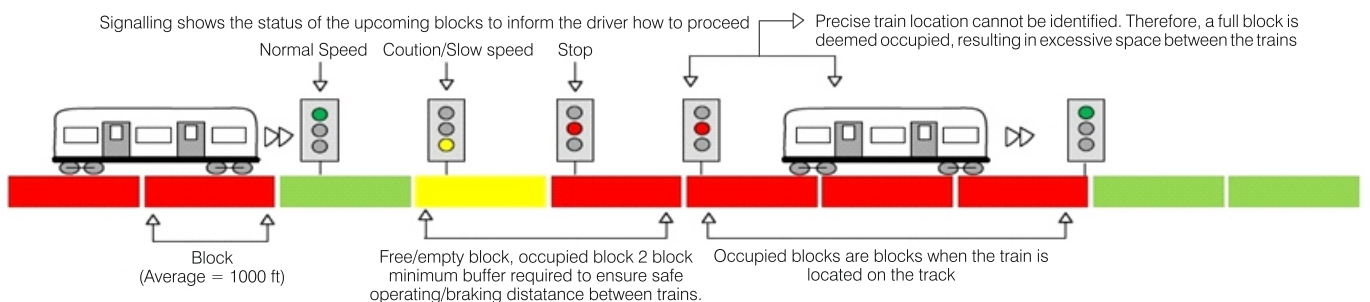 Signalling shows the status of the upcoming blocks to inform the driver how to proceed
Precise train location cannot be identified. Therefore, a full block is
deemed occupied, resulting in excessive space between the trains
Normal Speed
Coution/Slow speed
Stop
Block
(Average = 1000 ft)
Free/empty block, occupied block 2 block
minimum buffer required to ensure safe
operating/braking distatance between trains.
Occupied blocks are blocks when the train is
located on the track